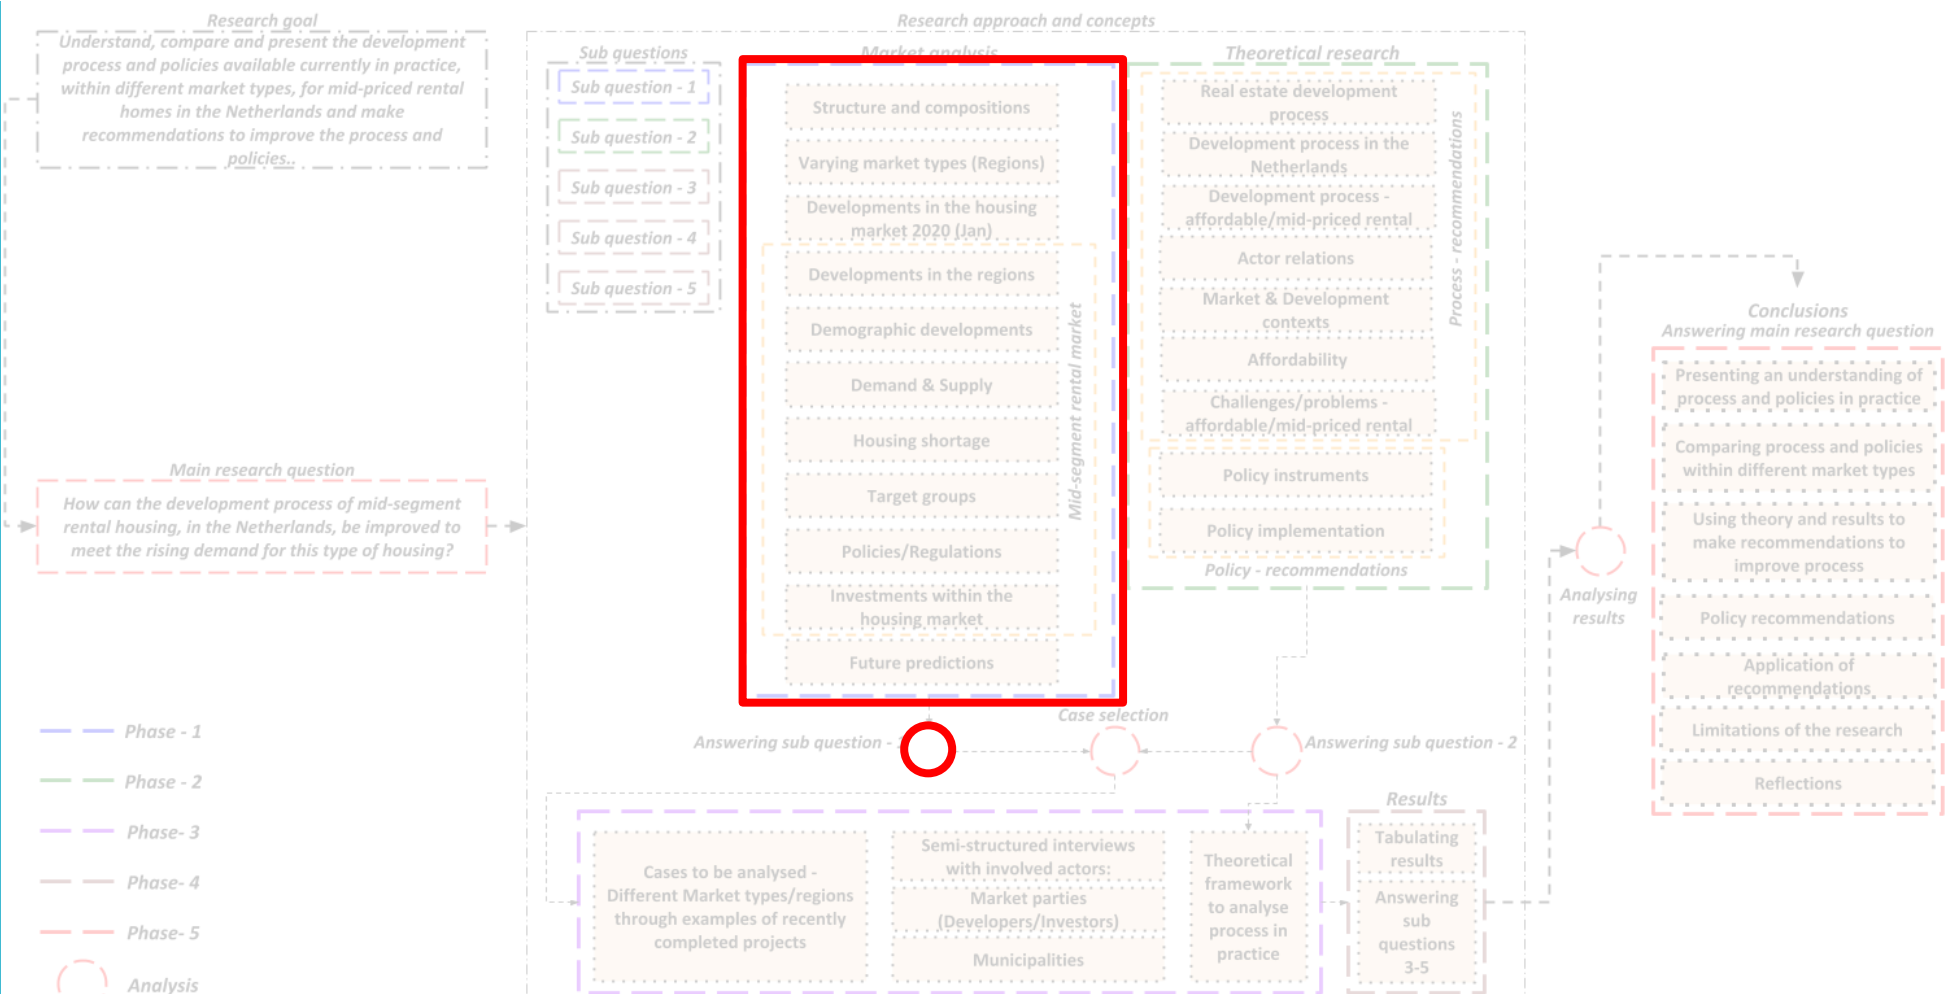 Research goal
Understand, compare and present the development
process and policies available currently in practice,
within different market types, for mid-priced rental
homes in the Netherlands and make
recommendations to improve the process and
policies..
Main research question
How can the development process of mid-segment
rental housing, in the Netherlands, be improved to
meet the rising demand for this type of housing?
Phase - 1
Phase - 2
Phase- 3
Phase- 4
Phase- 5
Analysis
Research approach and concepts
Sub questions
Sub question - 1
Sub question - 2
Sub question - 3
Sub question - 4
Sub question - 5
Market analysis
Structure and compositions
Varying market types (Regions)
Developments in the housing
market 2020 (Jan)
Developments in the regions
Demographic developments
Demand & Supply
Housing shortage
Target groups
Policies/Regulations
Investments within the
housing market
Future predictions
Mid-segment rental market
Theoretical research
Real estate development
process
Development process in the
Netherlands
Development process -
affordable/mid-priced rental
Actor relations
Market & Development
contexts
Affordability
Challenges/problems -
affordable/mid-priced rental
Process - recommendations
Policy instruments
Policy implementation
Policy - recommendations
Answering sub question -
Case selection
Answering sub question - 2
Cases to be analysed -
Different Market types/regions
through examples of recently
completed projects
Semi-structured interviews
with involved actors:
Market parties
(Developers/Investors)
Municipalities
Theoretical
framework
to analyse
process in
practice
Results
Tabulating
results
Answering
sub
questions
3-5
Analysing
results
Conclusions
Answering main research question
Presenting an understanding of
process and policies in practice
Comparing process and policies
within different market types
Using theory and results to
make recommendations to
improve process
Policy recommendations
Application of
recommendations
Limitations of the research
Reflections